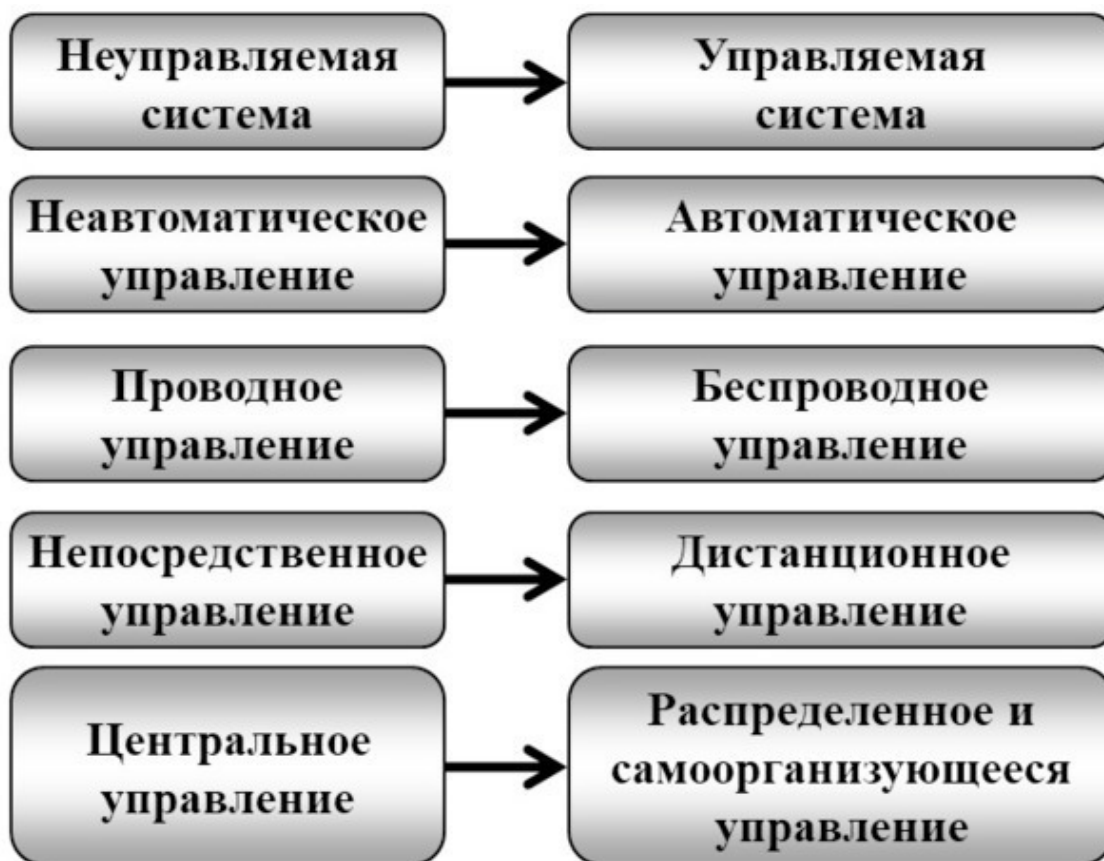 Неуправляемая
система
Управляемая
система
Неавтоматическое
управление
Автоматическое
управление
Проводное
управление
Беспроводное
управление
Непосредственное
управление
Дистанционное
управление
Центральное
управление
Распределенное и
самоорганизующееся
управление